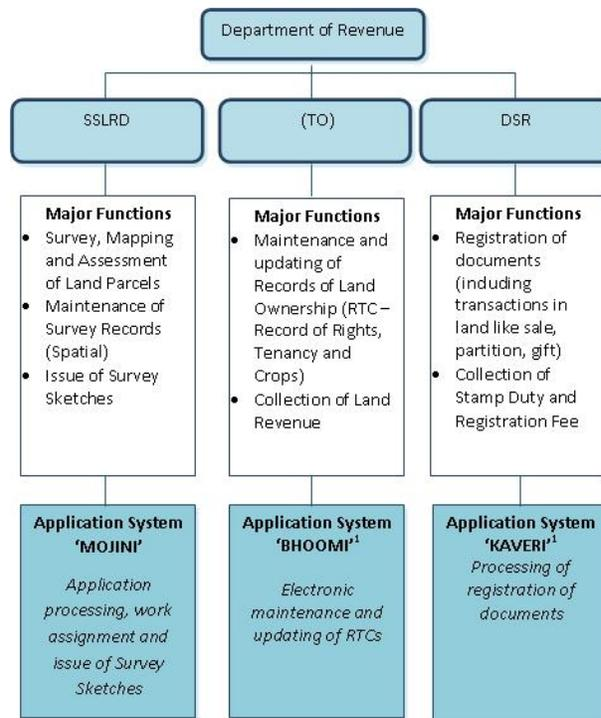 Department of Revenue
SSLRD
(TO)
DSR
Major Functions
• Survey, Mapping
and Assessment
of Land Parcels
• Maintenance of
Survey Records
(Spatial)
• Issue of Survey
Sketches
Major Functions
• Maintenance and
updating of
Records of Land
Ownership (RTC –
Record of Rights,
Tenancy and
Crops)
• Collection of Land
Revenue
Major Functions
• Registration of
documents
(including
transactions in
land like sale,
partition, gift)
• Collection of
Stamp Duty and
Registration Fee
Application System
‘MOJINI’
Application
processing, work
assignment and
issue of Survey
Sketches
Application System
‘BHOOMI’¹
Electronic
maintenance and
updating of RTCs
Application System
‘KAVERI’¹
Processing of
registration of
documents